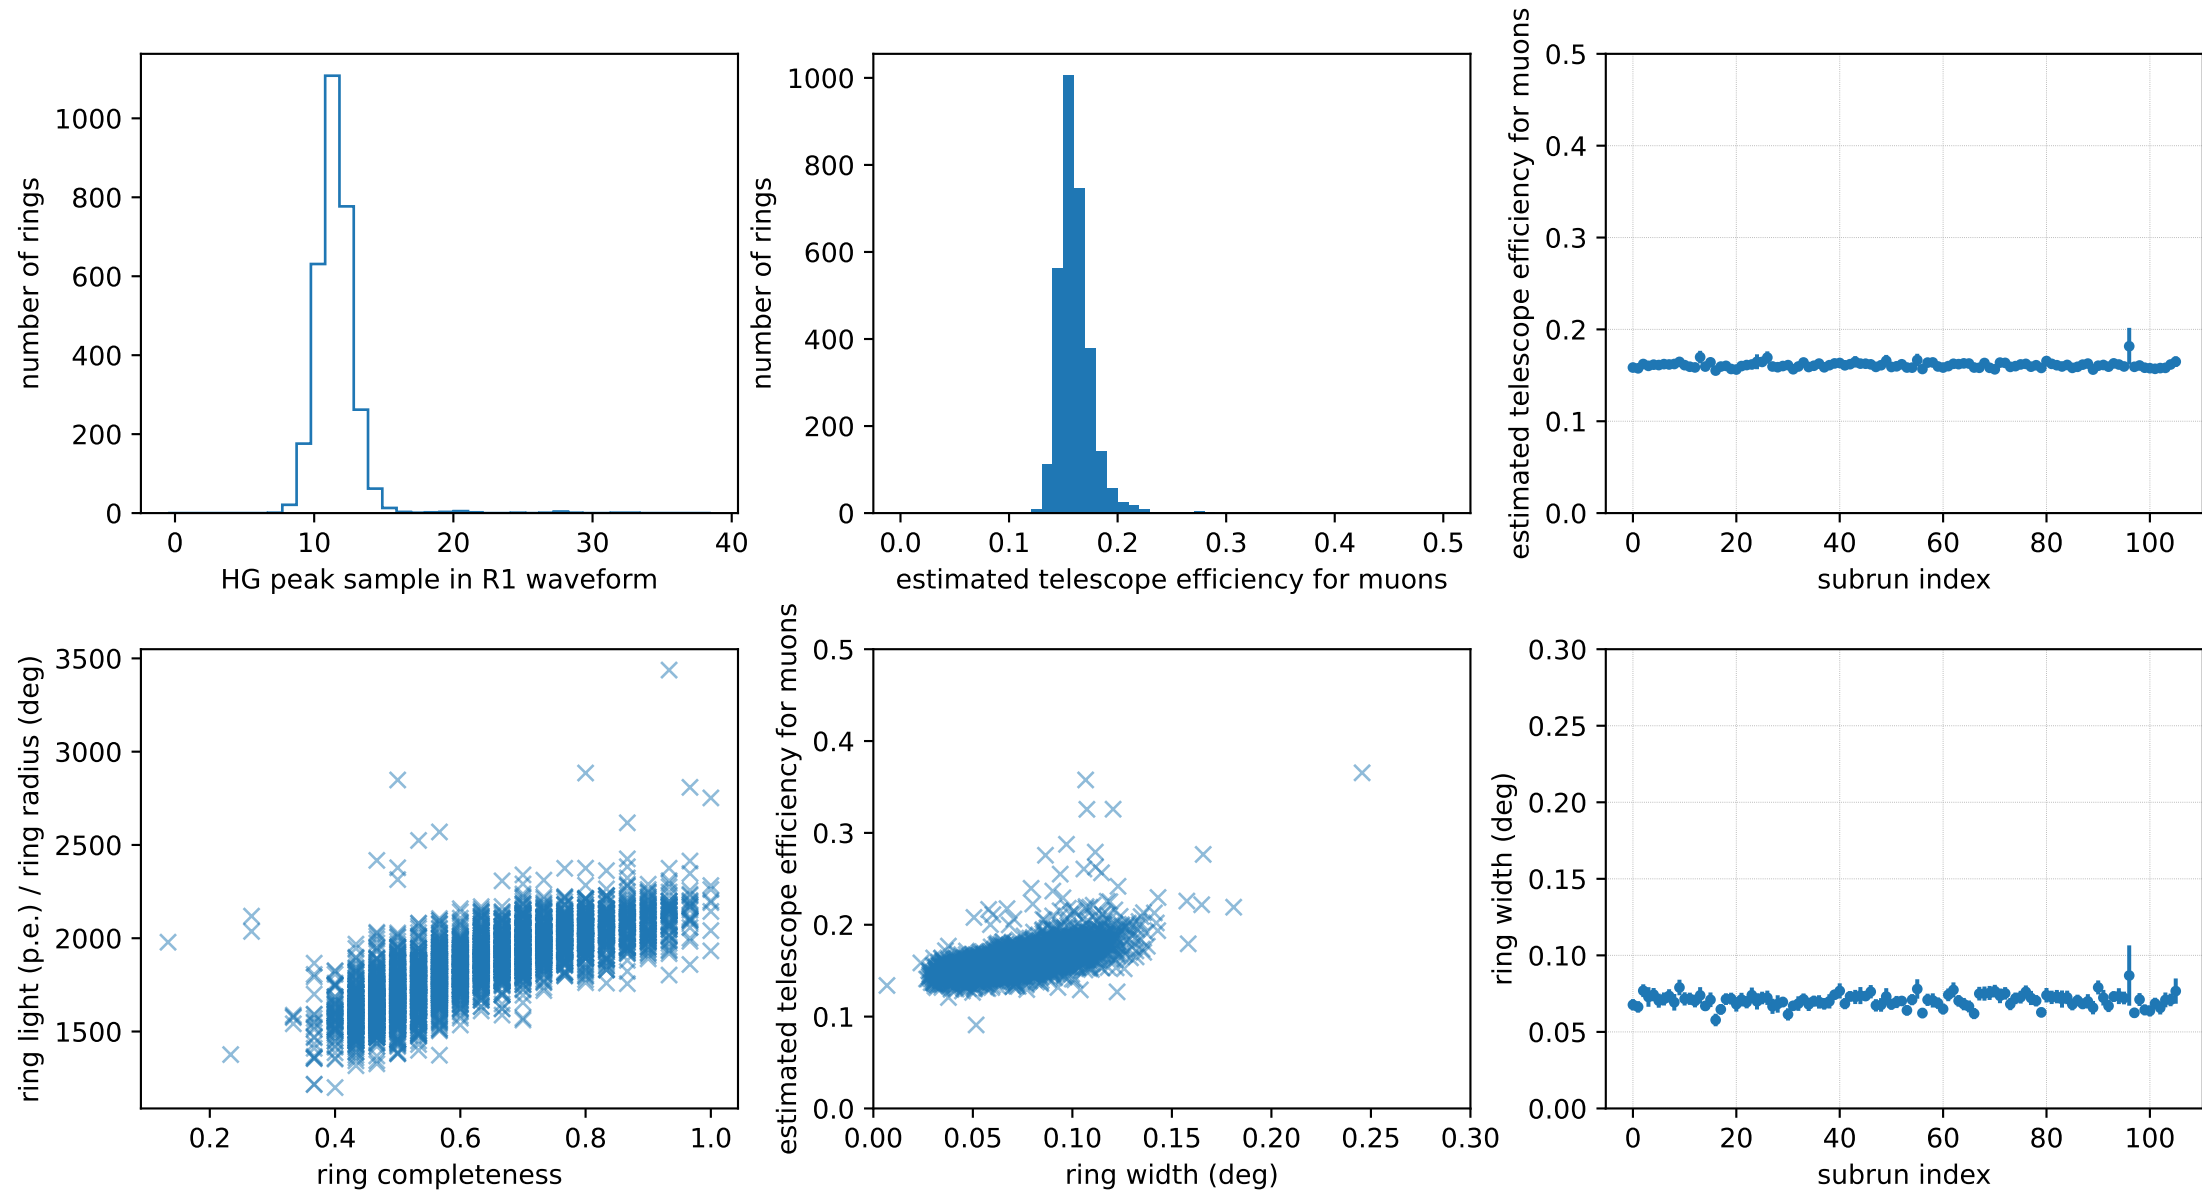 number of rings
1000
800
600
400
200
0
0 10 20 30 40
HG peak sample in R1 waveform
number of rings
1000
800
600
400
200
0
0.0 0.1 0.2 0.3 0.4 0.5
estimated telescope efficiency for muons
estimated telescope efficiency for muons
0.5
0.4
0.3
0.2
0.1
0.0
0 20 40 60 80 100
subrun index
ring light (p.e.) / ring radius (deg)
3500
3000
2500
2000
1500
0.2 0.4 0.6 0.8 1.0
ring completeness
estimated telescope efficiency for muons
0.5
0.4
0.3
0.2
0.1
0.0
0.00 0.05 0.10 0.15 0.20 0.25 0.30
ring width (deg)
ring width (deg)
0.30
0.25
0.20
0.15
0.10
0.05
0.00
0 20 40 60 80 100
subrun index